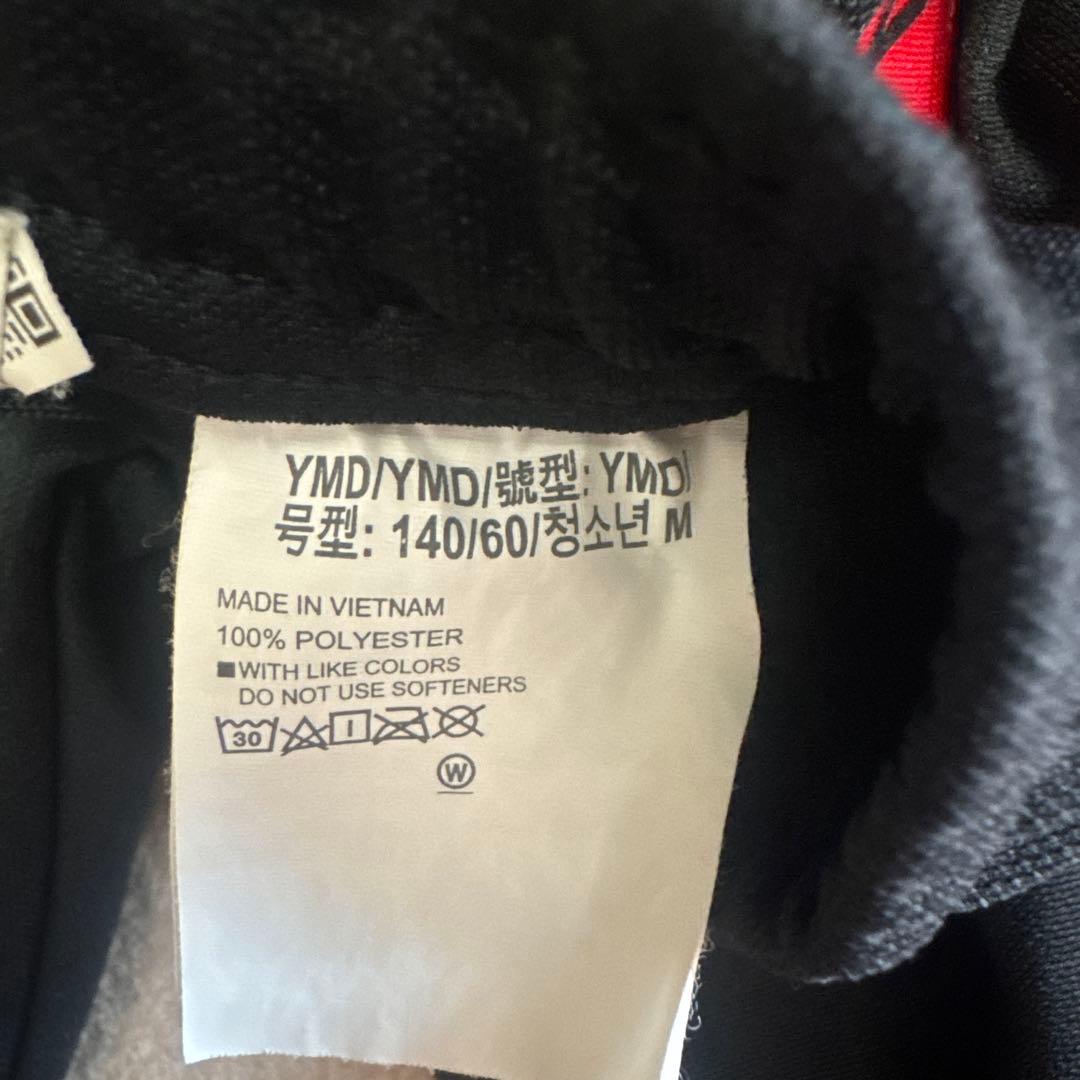 YMD/YMD/號型: YMD/
号型: 140/60/청소년 M
MADE IN VIETNAM
100% POLYESTER
WITH LIKE COLORS
DO NOT USE SOFTENERS
30
W